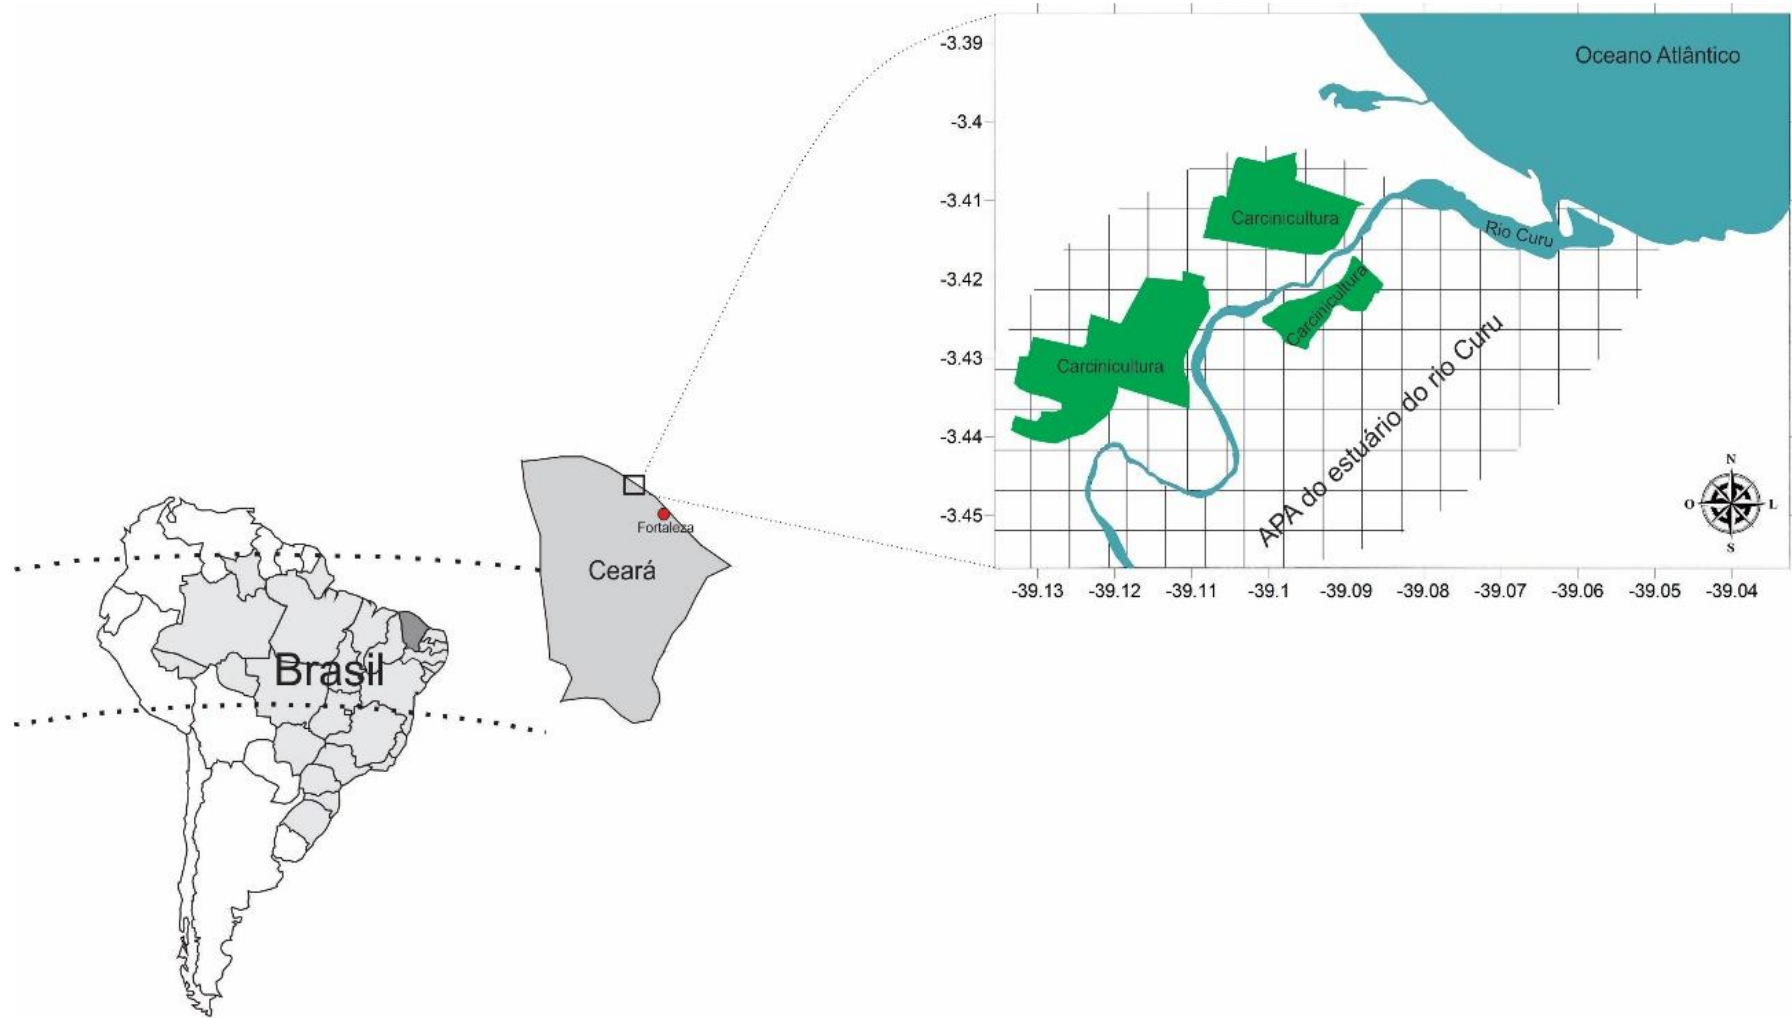 Oceano Atlântico
-3.39
-3.4
-3.41
-3.42
-3.43
-3.44
-3.45
Carcinicultura
Rio Curu
Carcinicultura
Carcinicultura
APA do estuário do rio Curu
N
O
L
S
-39.13
-39.12
-39.11
-39.1
-39.09
-39.08
-39.07
-39.06
-39.05
-39.04
Fortaleza
Ceará
Brasil